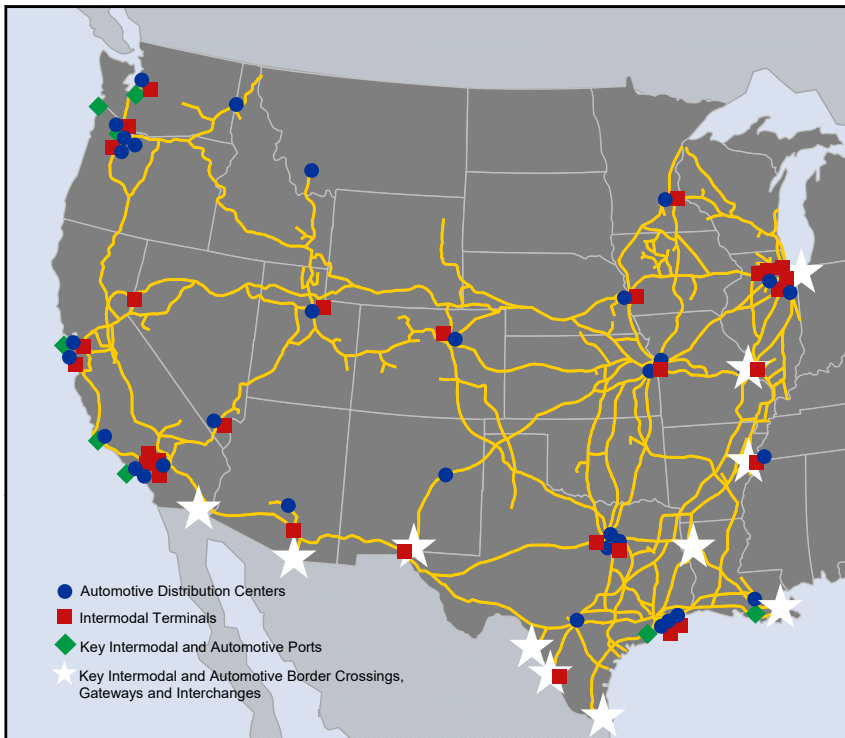 Automotive Distribution Centers
Intermodal Terminals
Key Intermodal and Automotive Ports
Key Intermodal and Automotive Border Crossings,
Gateways and Interchanges